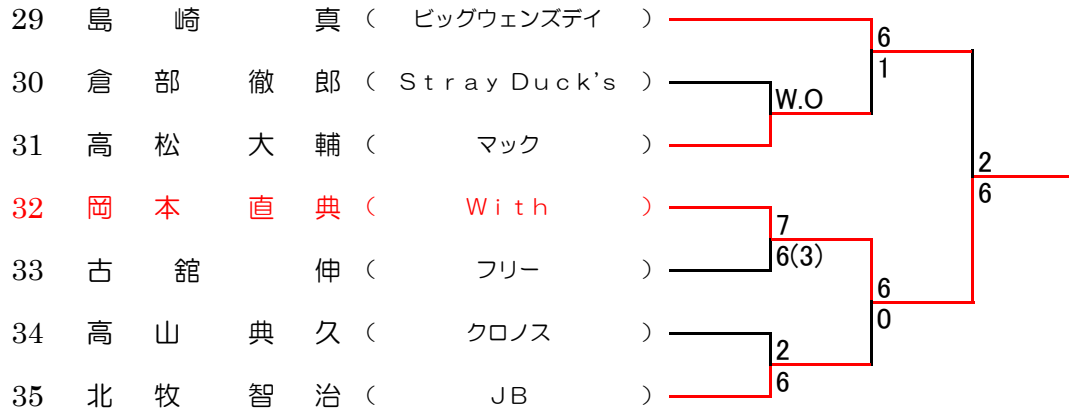 29 島 崎 真 ( ビッグウェンズデイ )
6
1
30 倉 部 徹 郎 ( Stray Duck's )
W.O
31 高 松 大 輔 ( マック )
2
6
32 岡 本 直 典 ( With )
7
6(3)
33 古 舘 伸 ( フリー )
6
0
34 高 山 典 久 ( クロノス )
2
6
35 北 牧 智 治 ( JB )